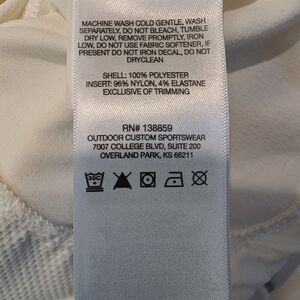 MACHINE WASH COLD GENTLE, WASH
SEPARATELY, DO NOT BLEACH, TUMBLE
DRY LOW, REMOVE PROMPTLY, IRON
LOW, DO NOT USE FABRIC SOFTENER, IF
PRESENT DO NOT IRON DECAL, DO NOT
DRYCLEAN
SHELL: 100% POLYESTER
INSERT: 96% NYLON, 4% ELASTANE
EXCLUSIVE OF TRIMMING
RN# 138859
OUTDOOR CUSTOM SPORTSWEAR
7007 COLLEGE BLVD, SUITE 200
OVERLAND PARK, KS 66211